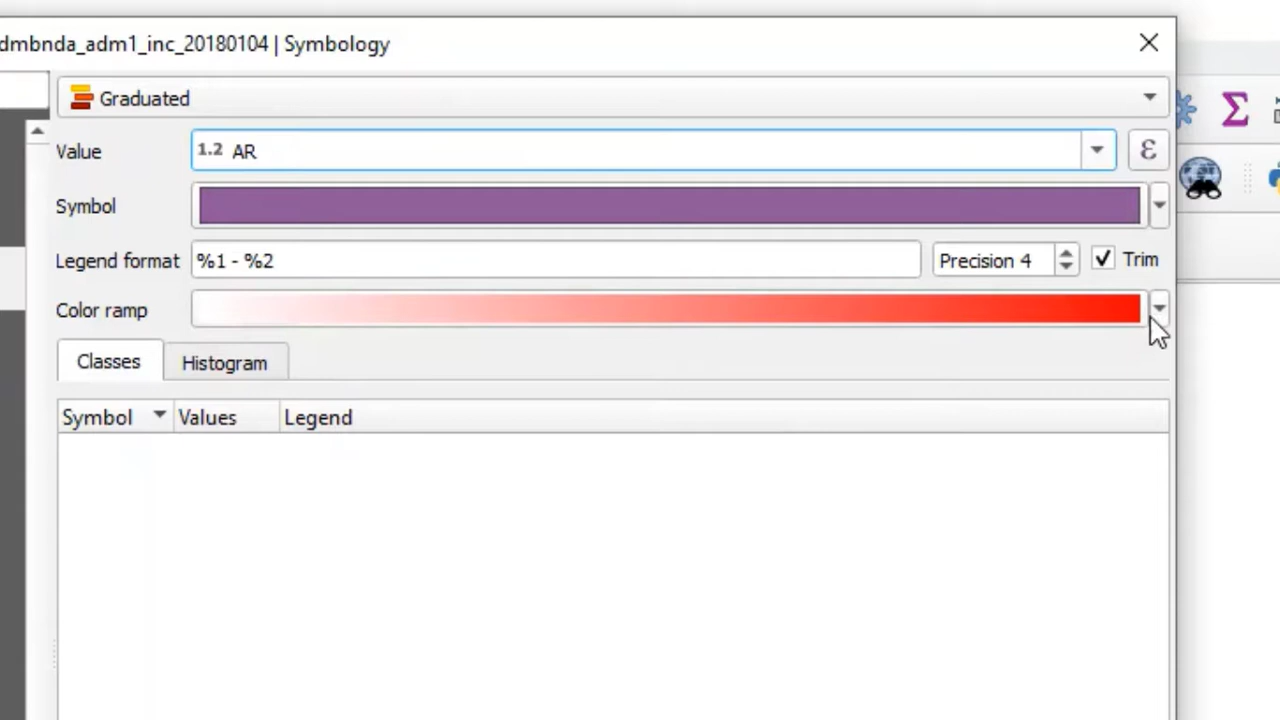 dmbnda_adm1_inc_20180104 | Symbology
Graduated
Value 1.2 AR ε
Symbol
Legend format %1 - %2 Precision 4 Trim
Color ramp
Classes Histogram
Symbol Values Legend